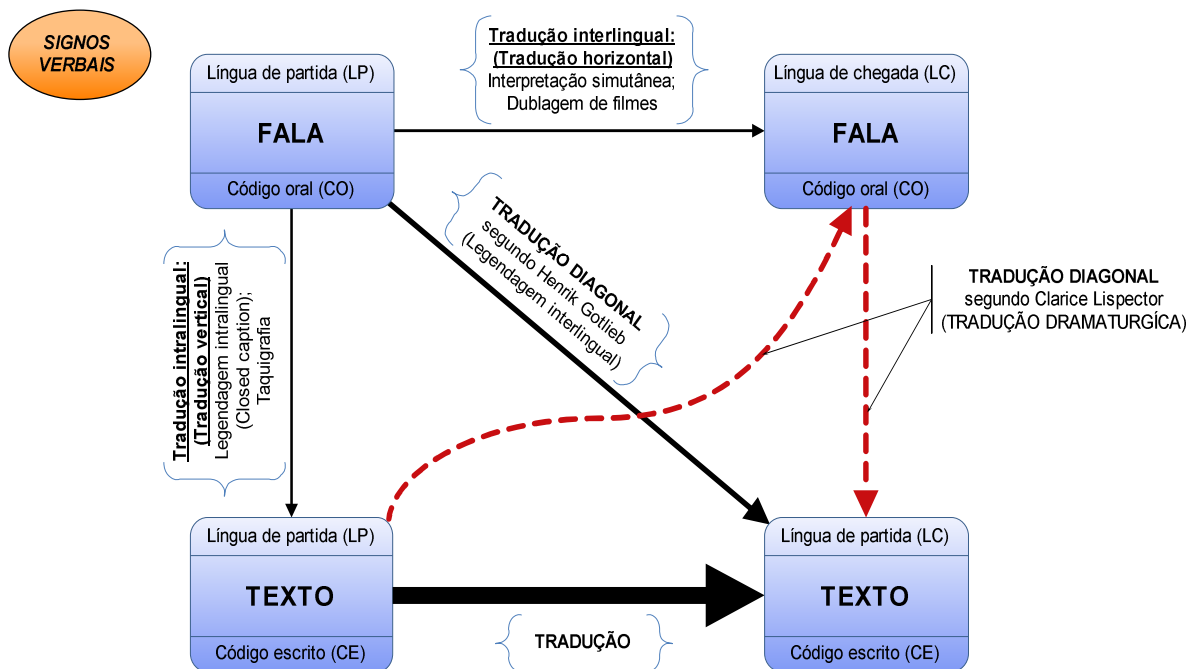 SIGNOS
VERBAIS
Língua de partida (LP)
FALA
Código oral (CO)
Tradução interlingual:
(Tradução horizontal)
Interpretação simutânea;
Dublagem de filmes
Língua de chegada (LC)
FALA
Código oral (CO)
Tradução intralingual:
(Tradução vertical)
Legendagem intralingual
(Closed caption);
Taquigrafia
TRADUÇÃO DIAGONAL
segundo Henrik Gotlieb
(Legendagem interlingual)
TRADUÇÃO DIAGONAL
segundo Clarice Lispector
(TRADUÇÃO DRAMATURGÍCA)
Língua de partida (LP)
TEXTO
Código escrito (CE)
TRADUÇÃO
Língua de partida (LC)
TEXTO
Código escrito (CE)